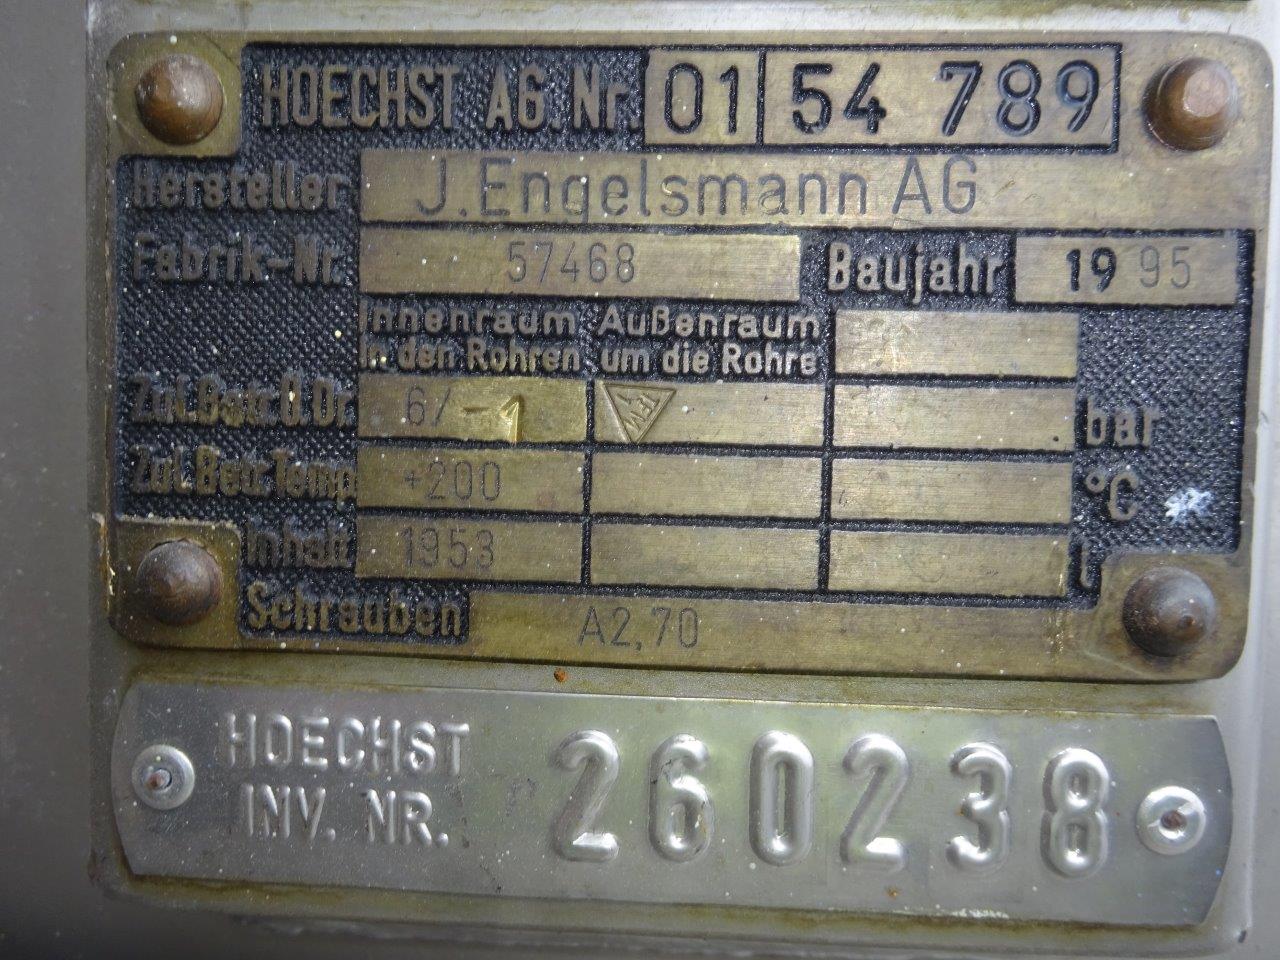 HOECHST AG. Nr. 01 54 789
Hersteller J. Engelsmann AG
Fabrik-Nr. 57468 Baujahr 1995
Innenraum in den Rohren Außenraum um die Rohre
Zul.Betr.Ü.Dr. 6/ -1 bar
Zul.Betr.Temp +200 °C
Inhalt 1953 l
Schrauben A2,70
HOECHST
INV. NR. 260238